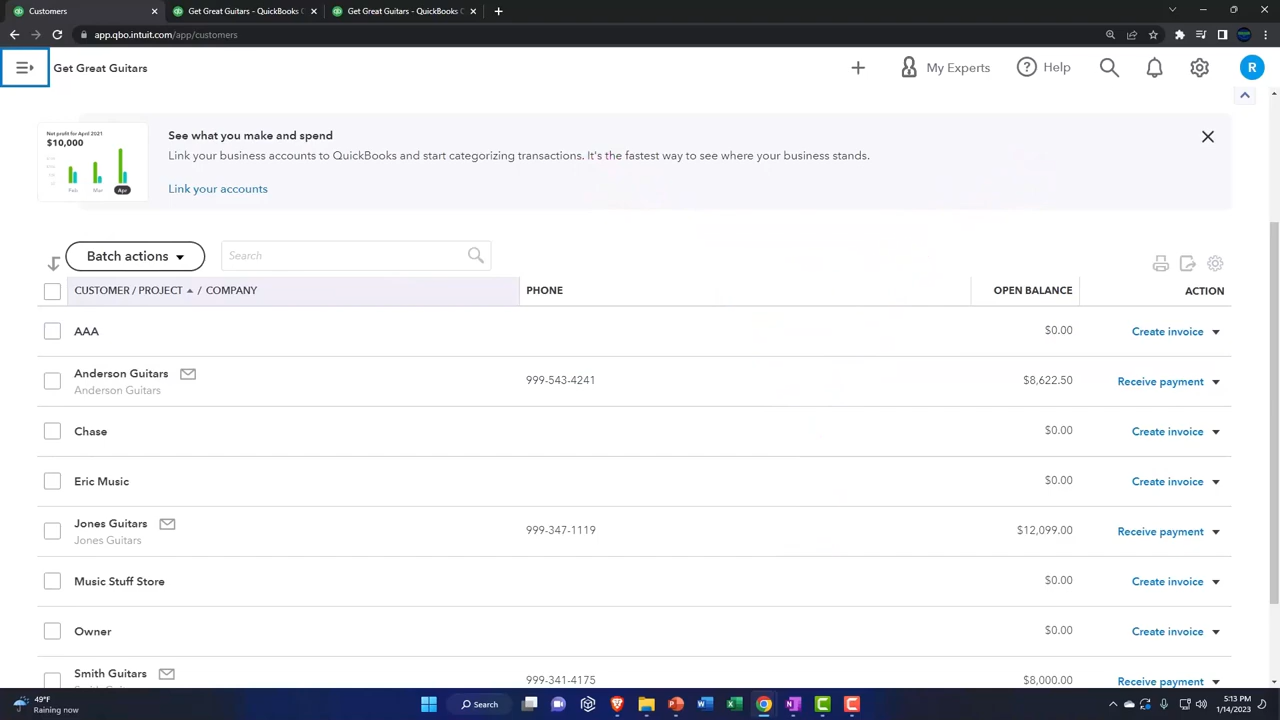 Customers
Get Great Guitars - QuickBooks
Get Great Guitars - QuickBooks
app.qbo.intuit.com/app/customers
Get Great Guitars
My Experts
Help
R
Net profit for April 2021
$10,000
Feb Mar Apr
See what you make and spend
Link your business accounts to QuickBooks and start categorizing transactions. It's the fastest way to see where your business stands.
Link your accounts
Batch actions
Search
CUSTOMER / PROJECT / COMPANY PHONE OPEN BALANCE ACTION
AAA $0.00 Create invoice
Anderson Guitars 999-543-4241 $8,622.50 Receive payment
Anderson Guitars
Chase $0.00 Create invoice
Eric Music $0.00 Create invoice
Jones Guitars 999-347-1119 $12,099.00 Receive payment
Jones Guitars
Music Stuff Store $0.00 Create invoice
Owner $0.00 Create invoice
Smith Guitars 999-341-4175 $8,000.00 Receive payment
49°F
Raining now
Search
5:13 PM
1/14/2023